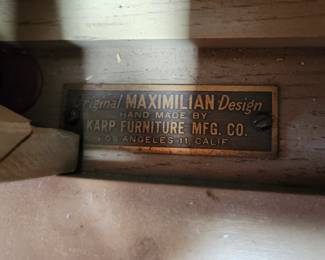 Original MAXIMILIAN Design
HAND MADE BY
KARP FURNITURE MFG. CO.
LOS ANGELES 11, CALIF.